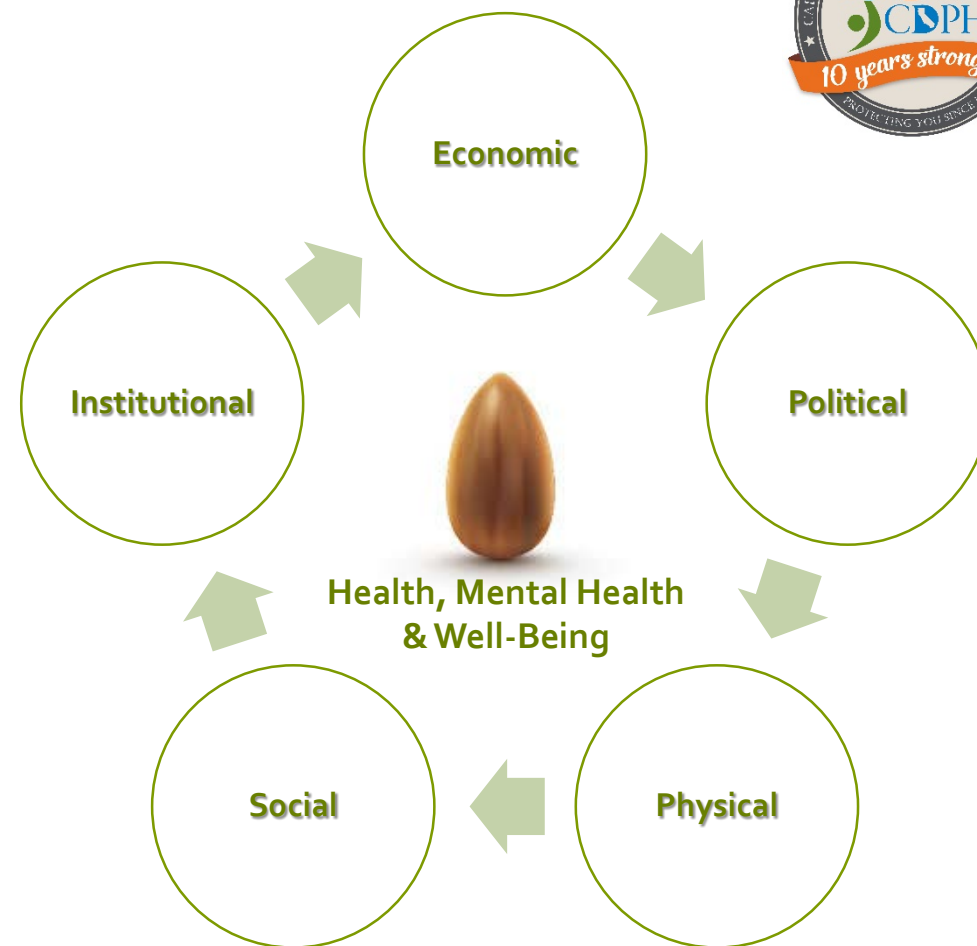 CDPH
10 years strong
PROTECTING YOU SINCE
Economic
Institutional
Political
Health, Mental Health
& Well-Being
Social
Physical